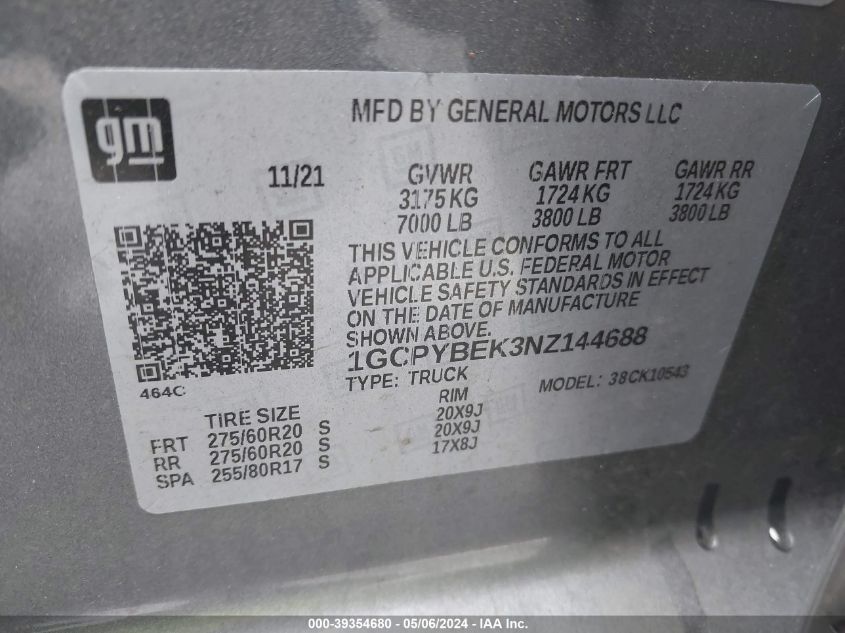 gm
MFD BY GENERAL MOTORS LLC
11/21 GVWR GAWR FRT GAWR RR
3175 KG 1724 KG 1724 KG
7000 LB 3800 LB 3800 LB
THIS VEHICLE CONFORMS TO ALL
APPLICABLE U.S. FEDERAL MOTOR
VEHICLE SAFETY STANDARDS IN EFFECT
ON THE DATE OF MANUFACTURE
SHOWN ABOVE.
1GCPYBEK3NZ144688
TYPE: TRUCK MODEL: 38CK10543
464C
TIRE SIZE RIM
FRT 275/60R20 S 20X9J
RR 275/60R20 S 20X9J
SPA 255/80R17 S 17X8J
000-39354680 - 05/06/2024 - IAA Inc.